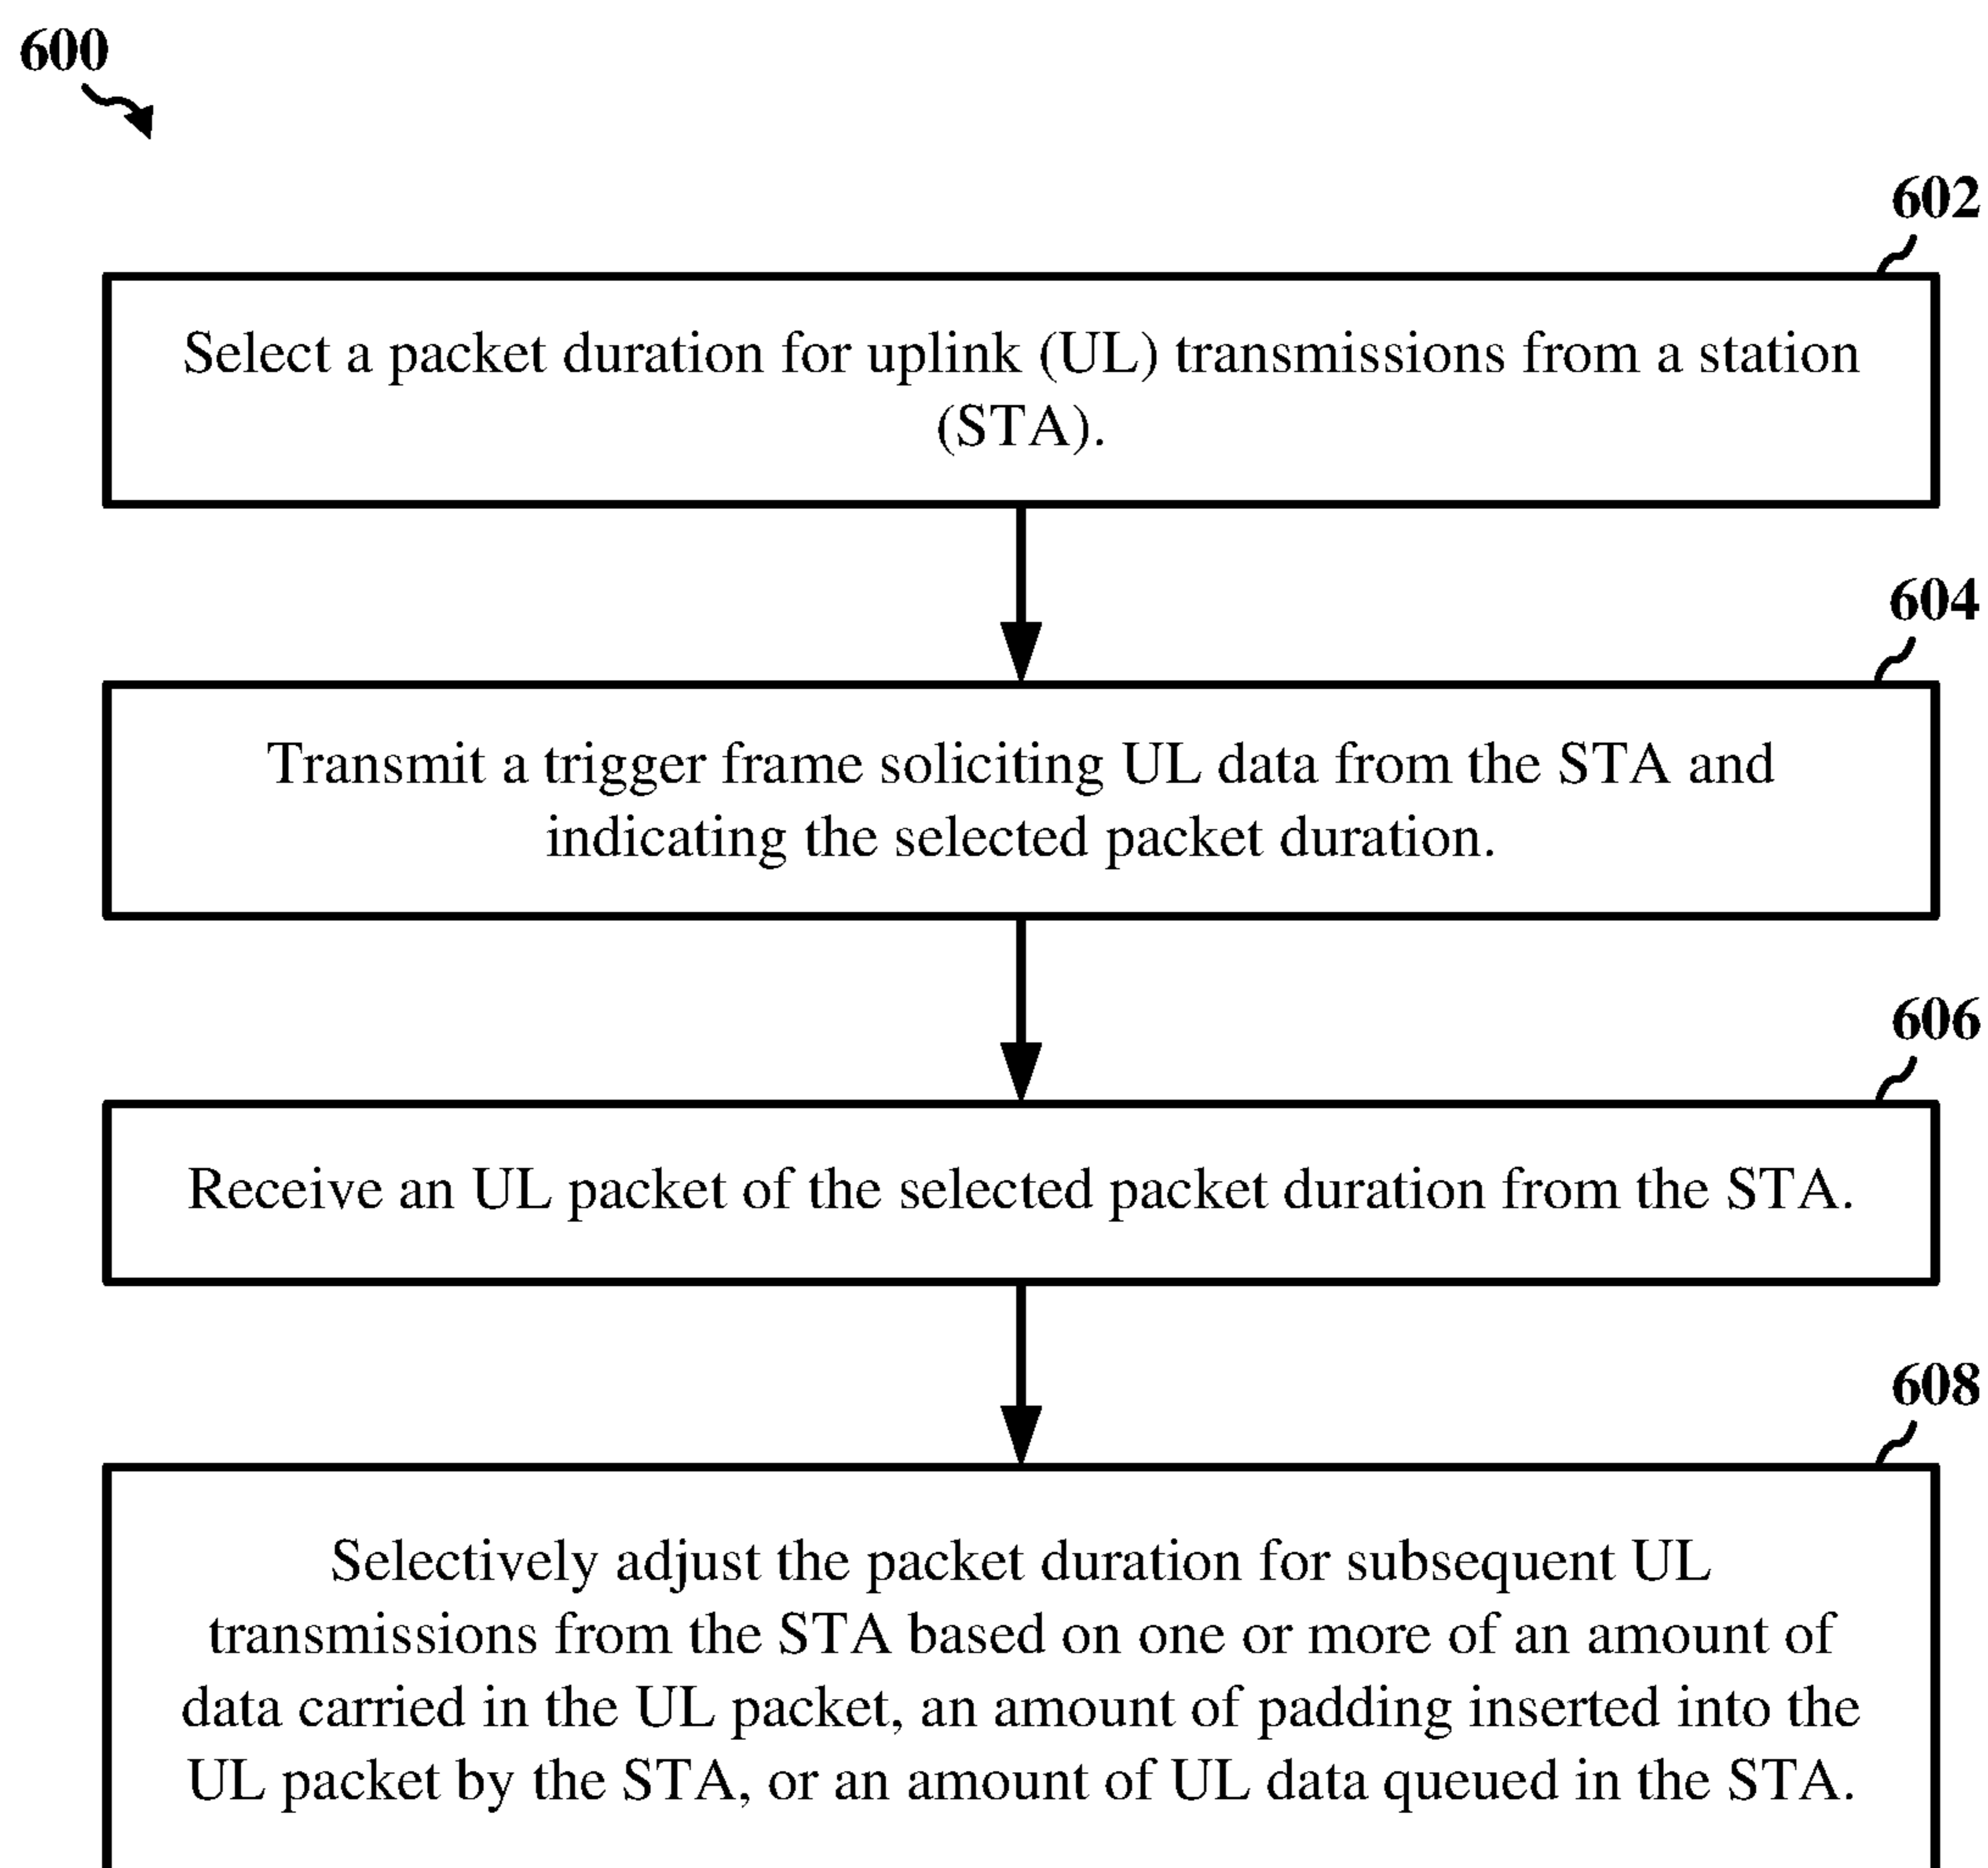 600
602
Select a packet duration for uplink (UL) transmissions from a station
(STA).
604
Transmit a trigger frame soliciting UL data from the STA and
indicating the selected packet duration.
606
Receive an UL packet of the selected packet duration from the STA.
608
Selectively adjust the packet duration for subsequent UL
transmissions from the STA based on one or more of an amount of
data carried in the UL packet, an amount of padding inserted into the
UL packet by the STA, or an amount of UL data queued in the STA.